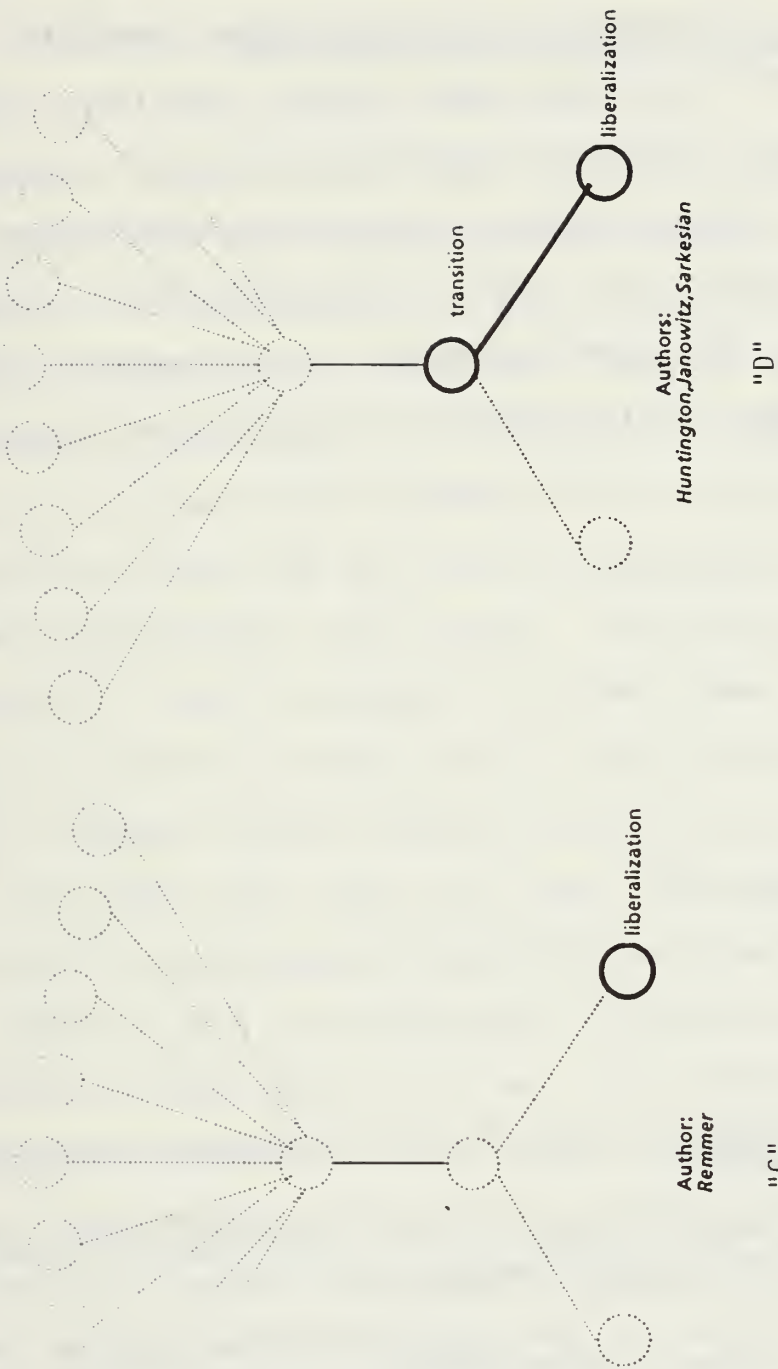 liberalization
Author:
Remmer
"C"
transition
liberalization
Authors:
Huntington,Janowitz,Sarkesian
"D"